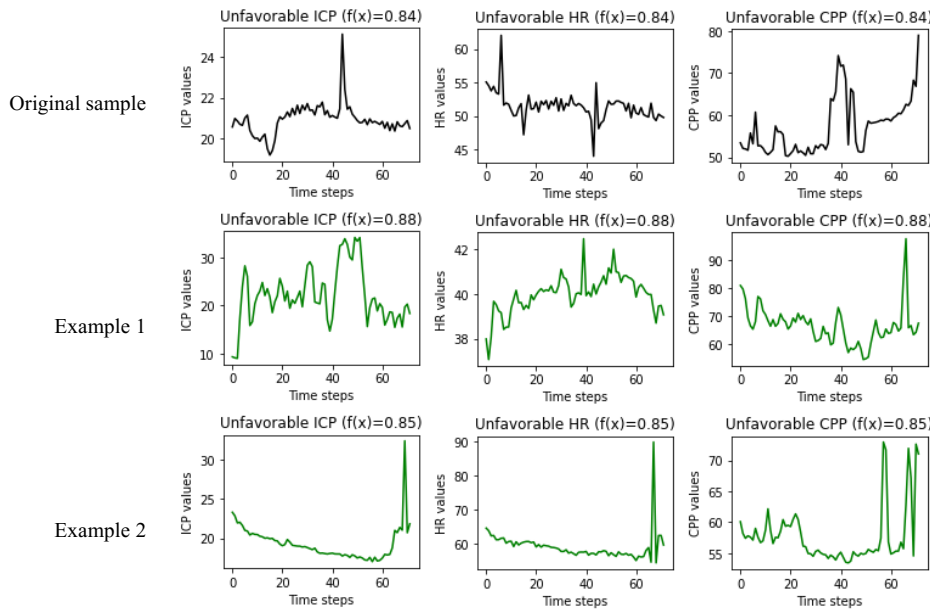 Unfavorable ICP (f(x)=0.84)
Unfavorable HR (f(x)=0.84)
Unfavorable CPP (f(x)=0.84)
Original sample
ICP values
24
22
20
0 20 40 60
Time steps
HR values
60
55
50
45
0 20 40 60
Time steps
CPP values
80
70
60
50
0 20 40 60
Time steps
Unfavorable ICP (f(x)=0.88)
Unfavorable HR (f(x)=0.88)
Unfavorable CPP (f(x)=0.88)
Example 1
ICP values
30
20
10
0 20 40 60
Time steps
HR values
42
40
38
0 20 40 60
Time steps
CPP values
90
80
70
60
0 20 40 60
Time steps
Unfavorable ICP (f(x)=0.85)
Unfavorable HR (f(x)=0.85)
Unfavorable CPP (f(x)=0.85)
Example 2
ICP values
30
25
20
0 20 40 60
Time steps
HR values
90
80
70
60
0 20 40 60
Time steps
CPP values
70
65
60
55
0 20 40 60
Time steps